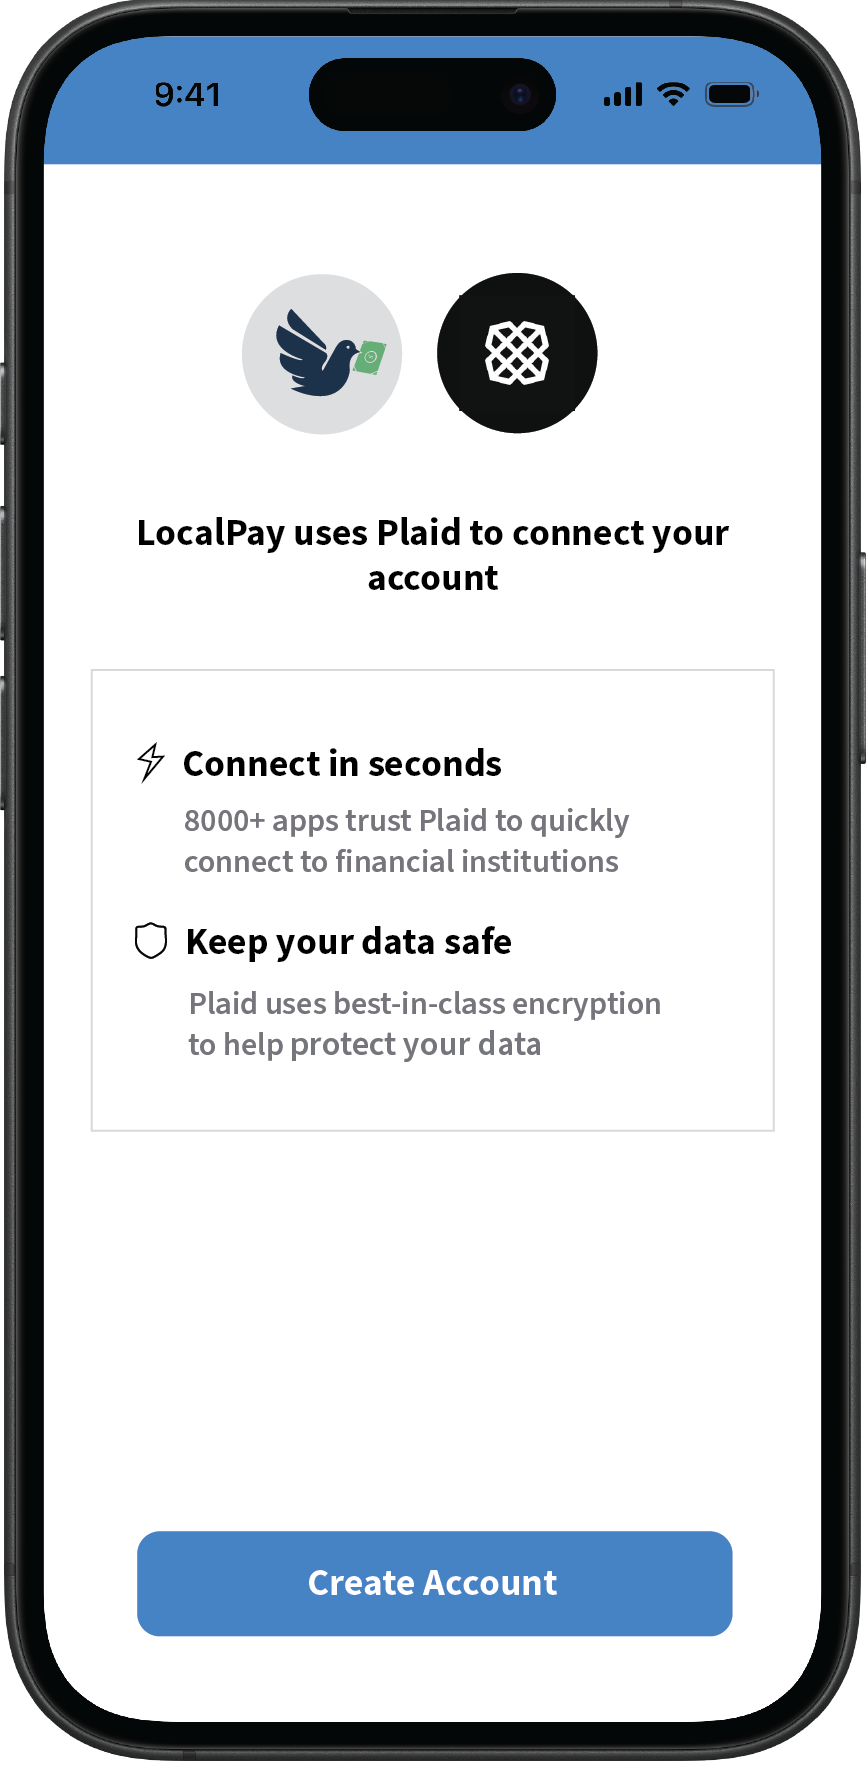 9:41
LocalPay uses Plaid to connect your
account
Connect in seconds
8000+ apps trust Plaid to quickly
connect to financial institutions
Keep your data safe
Plaid uses best-in-class encryption
to help protect your data
Create Account